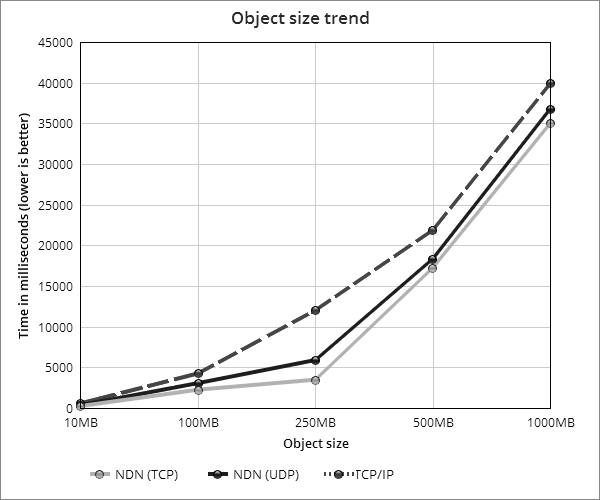 Object size trend
45000
40000
35000
30000
25000
20000
15000
10000
5000
0
Time in milliseconds (lower is better)
10MB 100MB 250MB 500MB 1000MB
Object size
NDN (TCP) NDN (UDP) TCP/IP